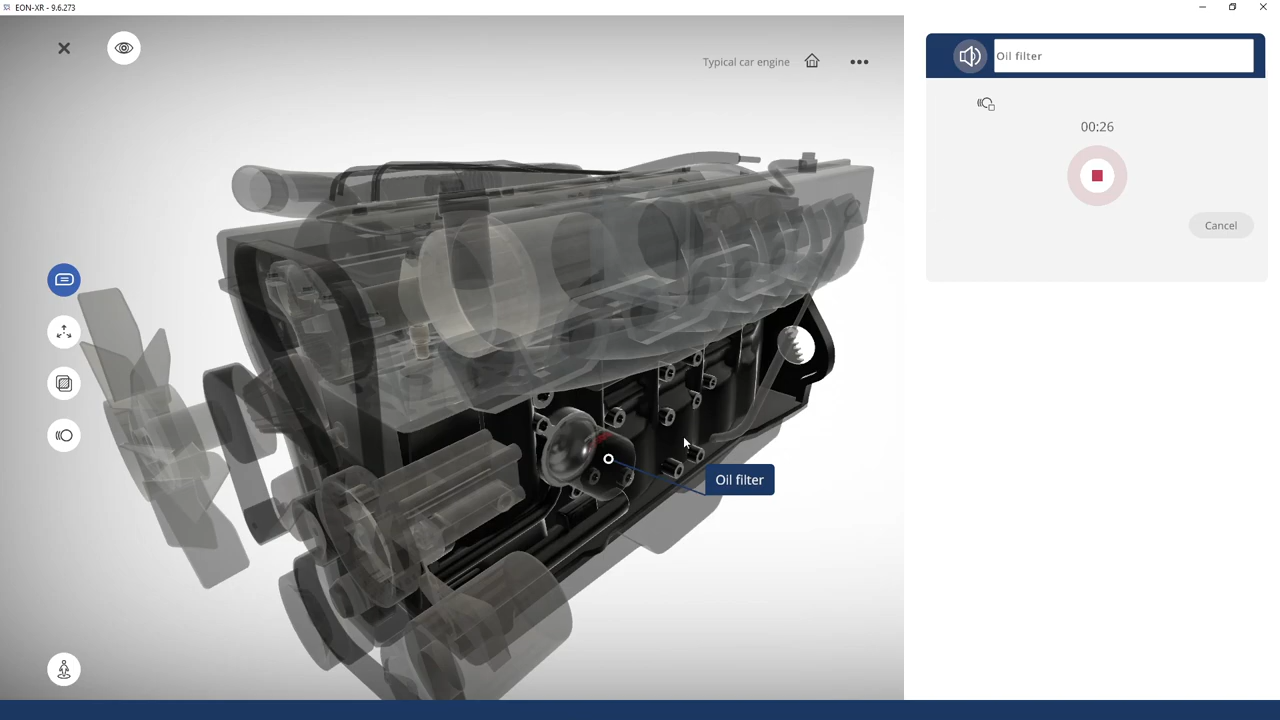 EON-XR - 9.6.273
Typical car engine
Oil filter
00:26
Cancel
Oil filter